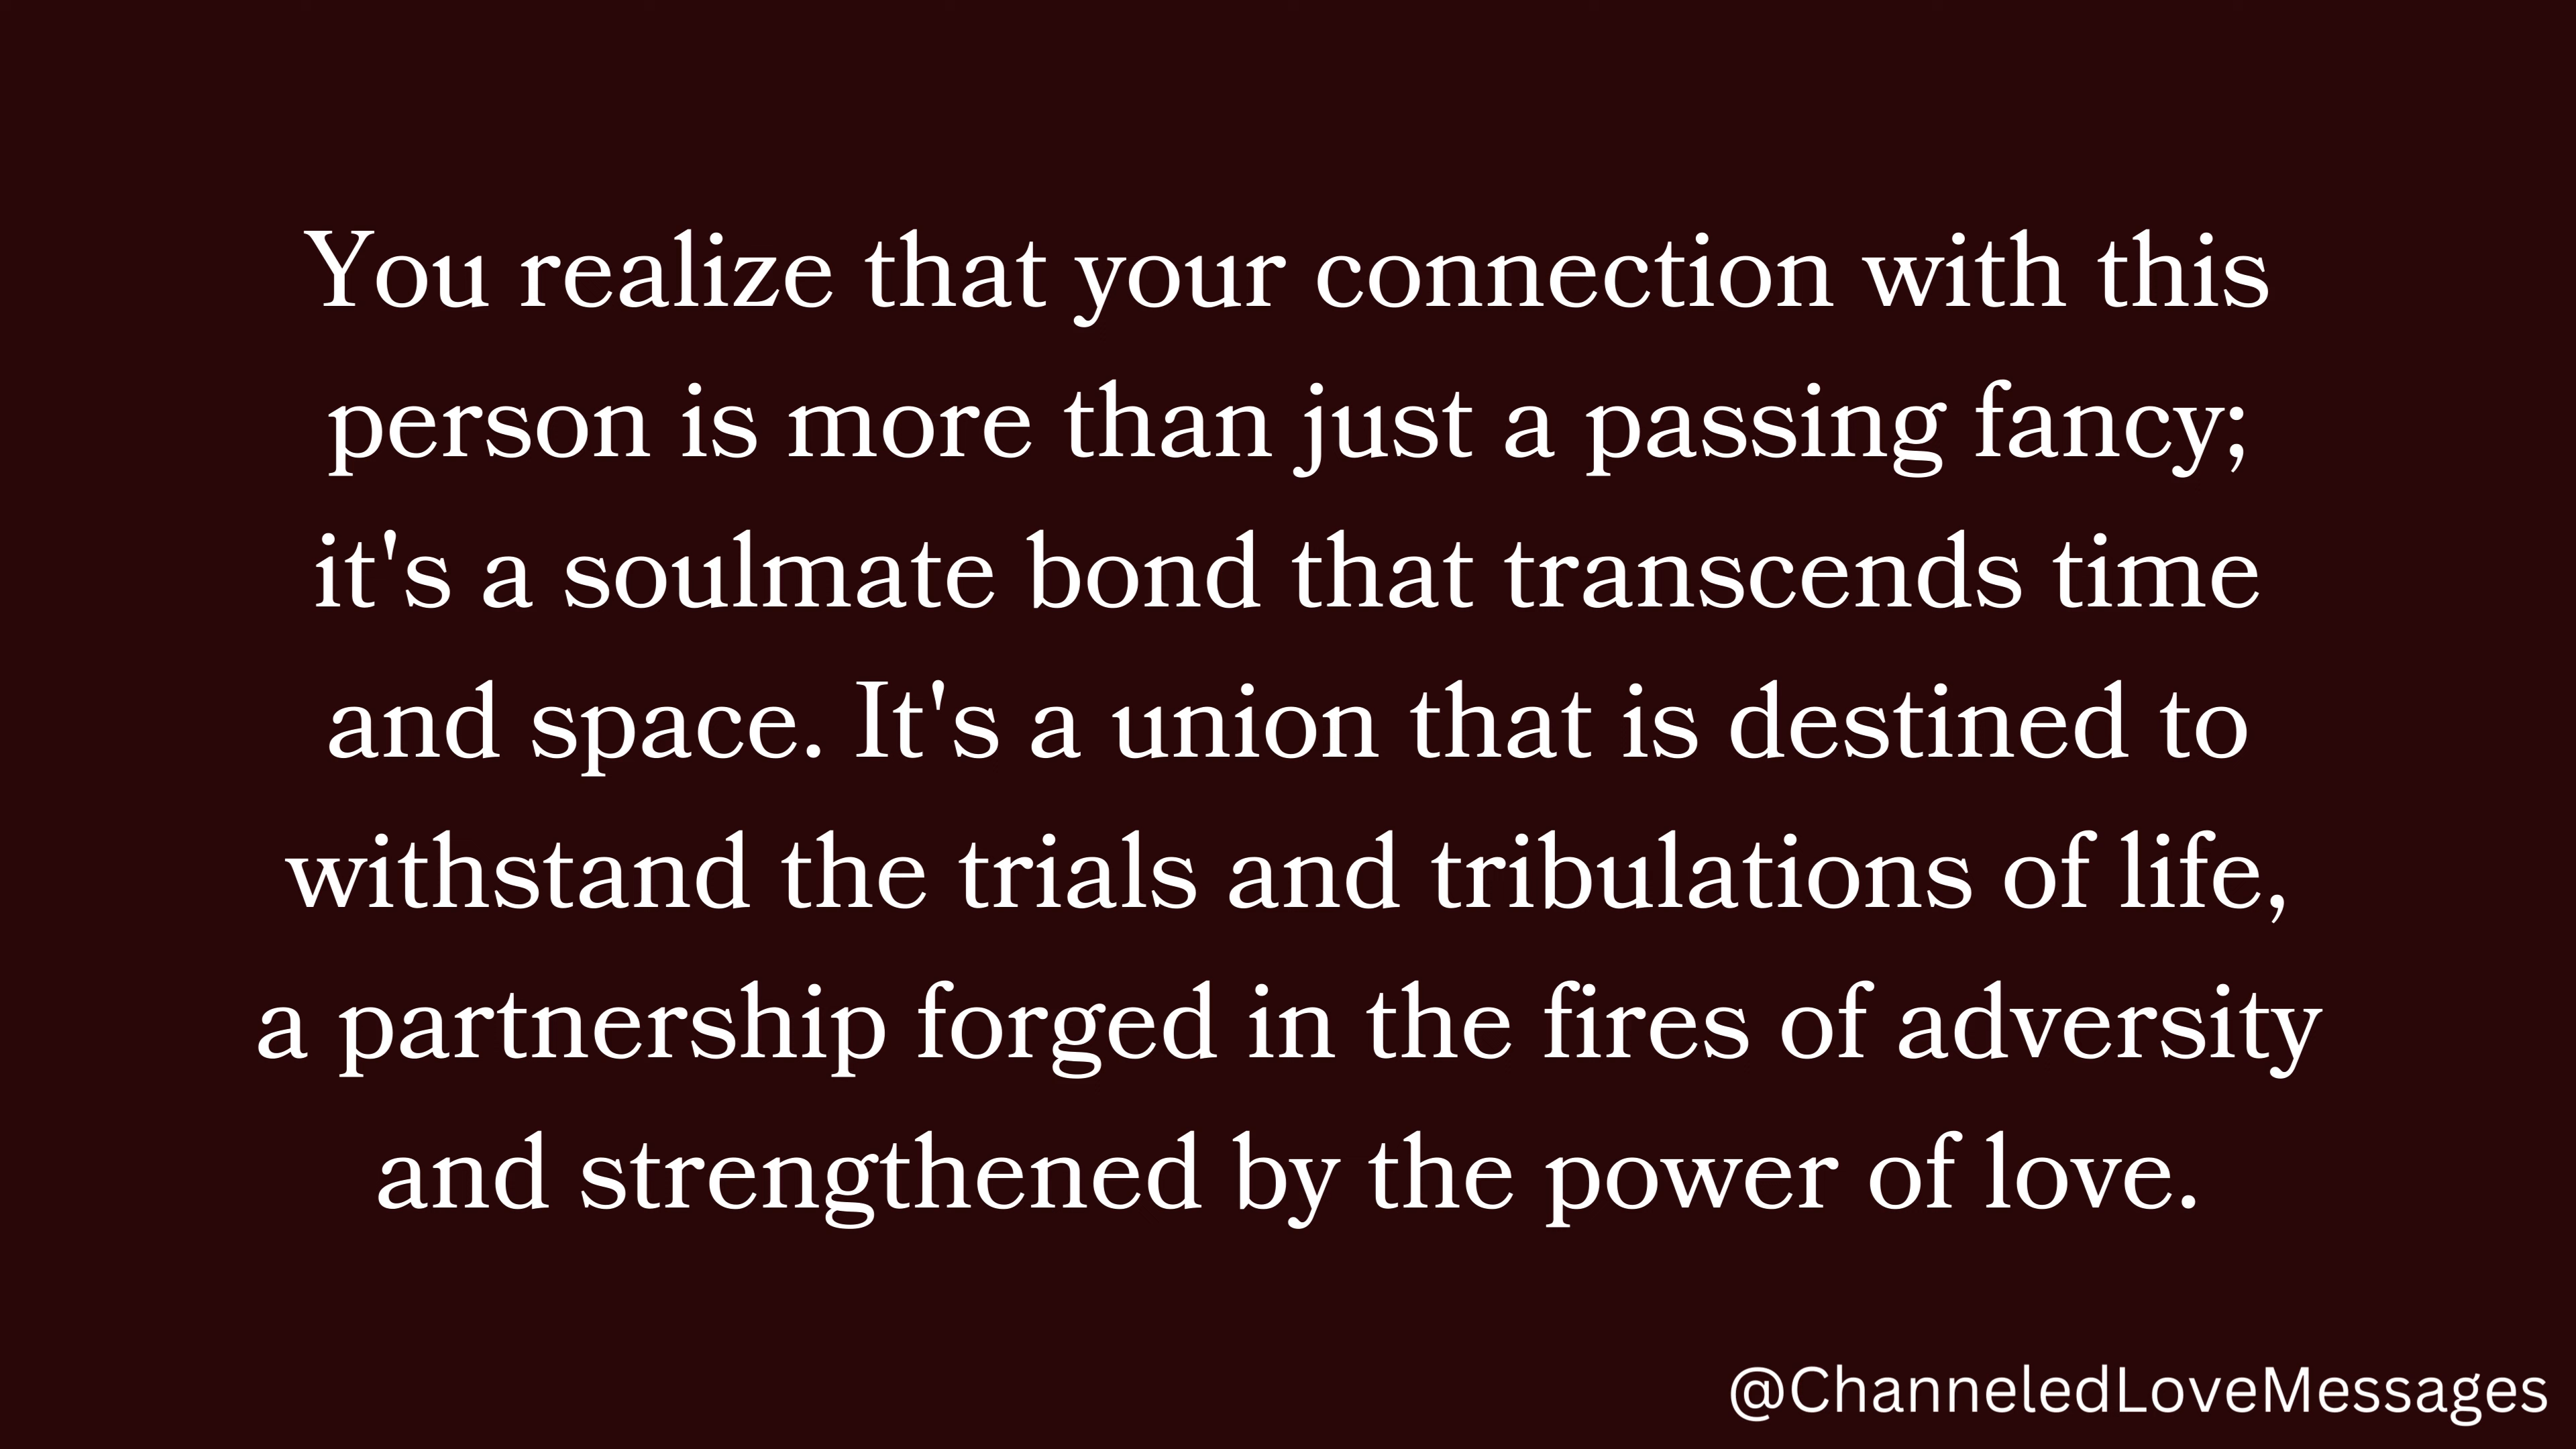 You realize that your connection with this
person is more than just a passing fancy;
it's a soulmate bond that transcends time
and space. It's a union that is destined to
withstand the trials and tribulations of life,
a partnership forged in the fires of adversity
and strengthened by the power of love.
@ChanneledLoveMessages